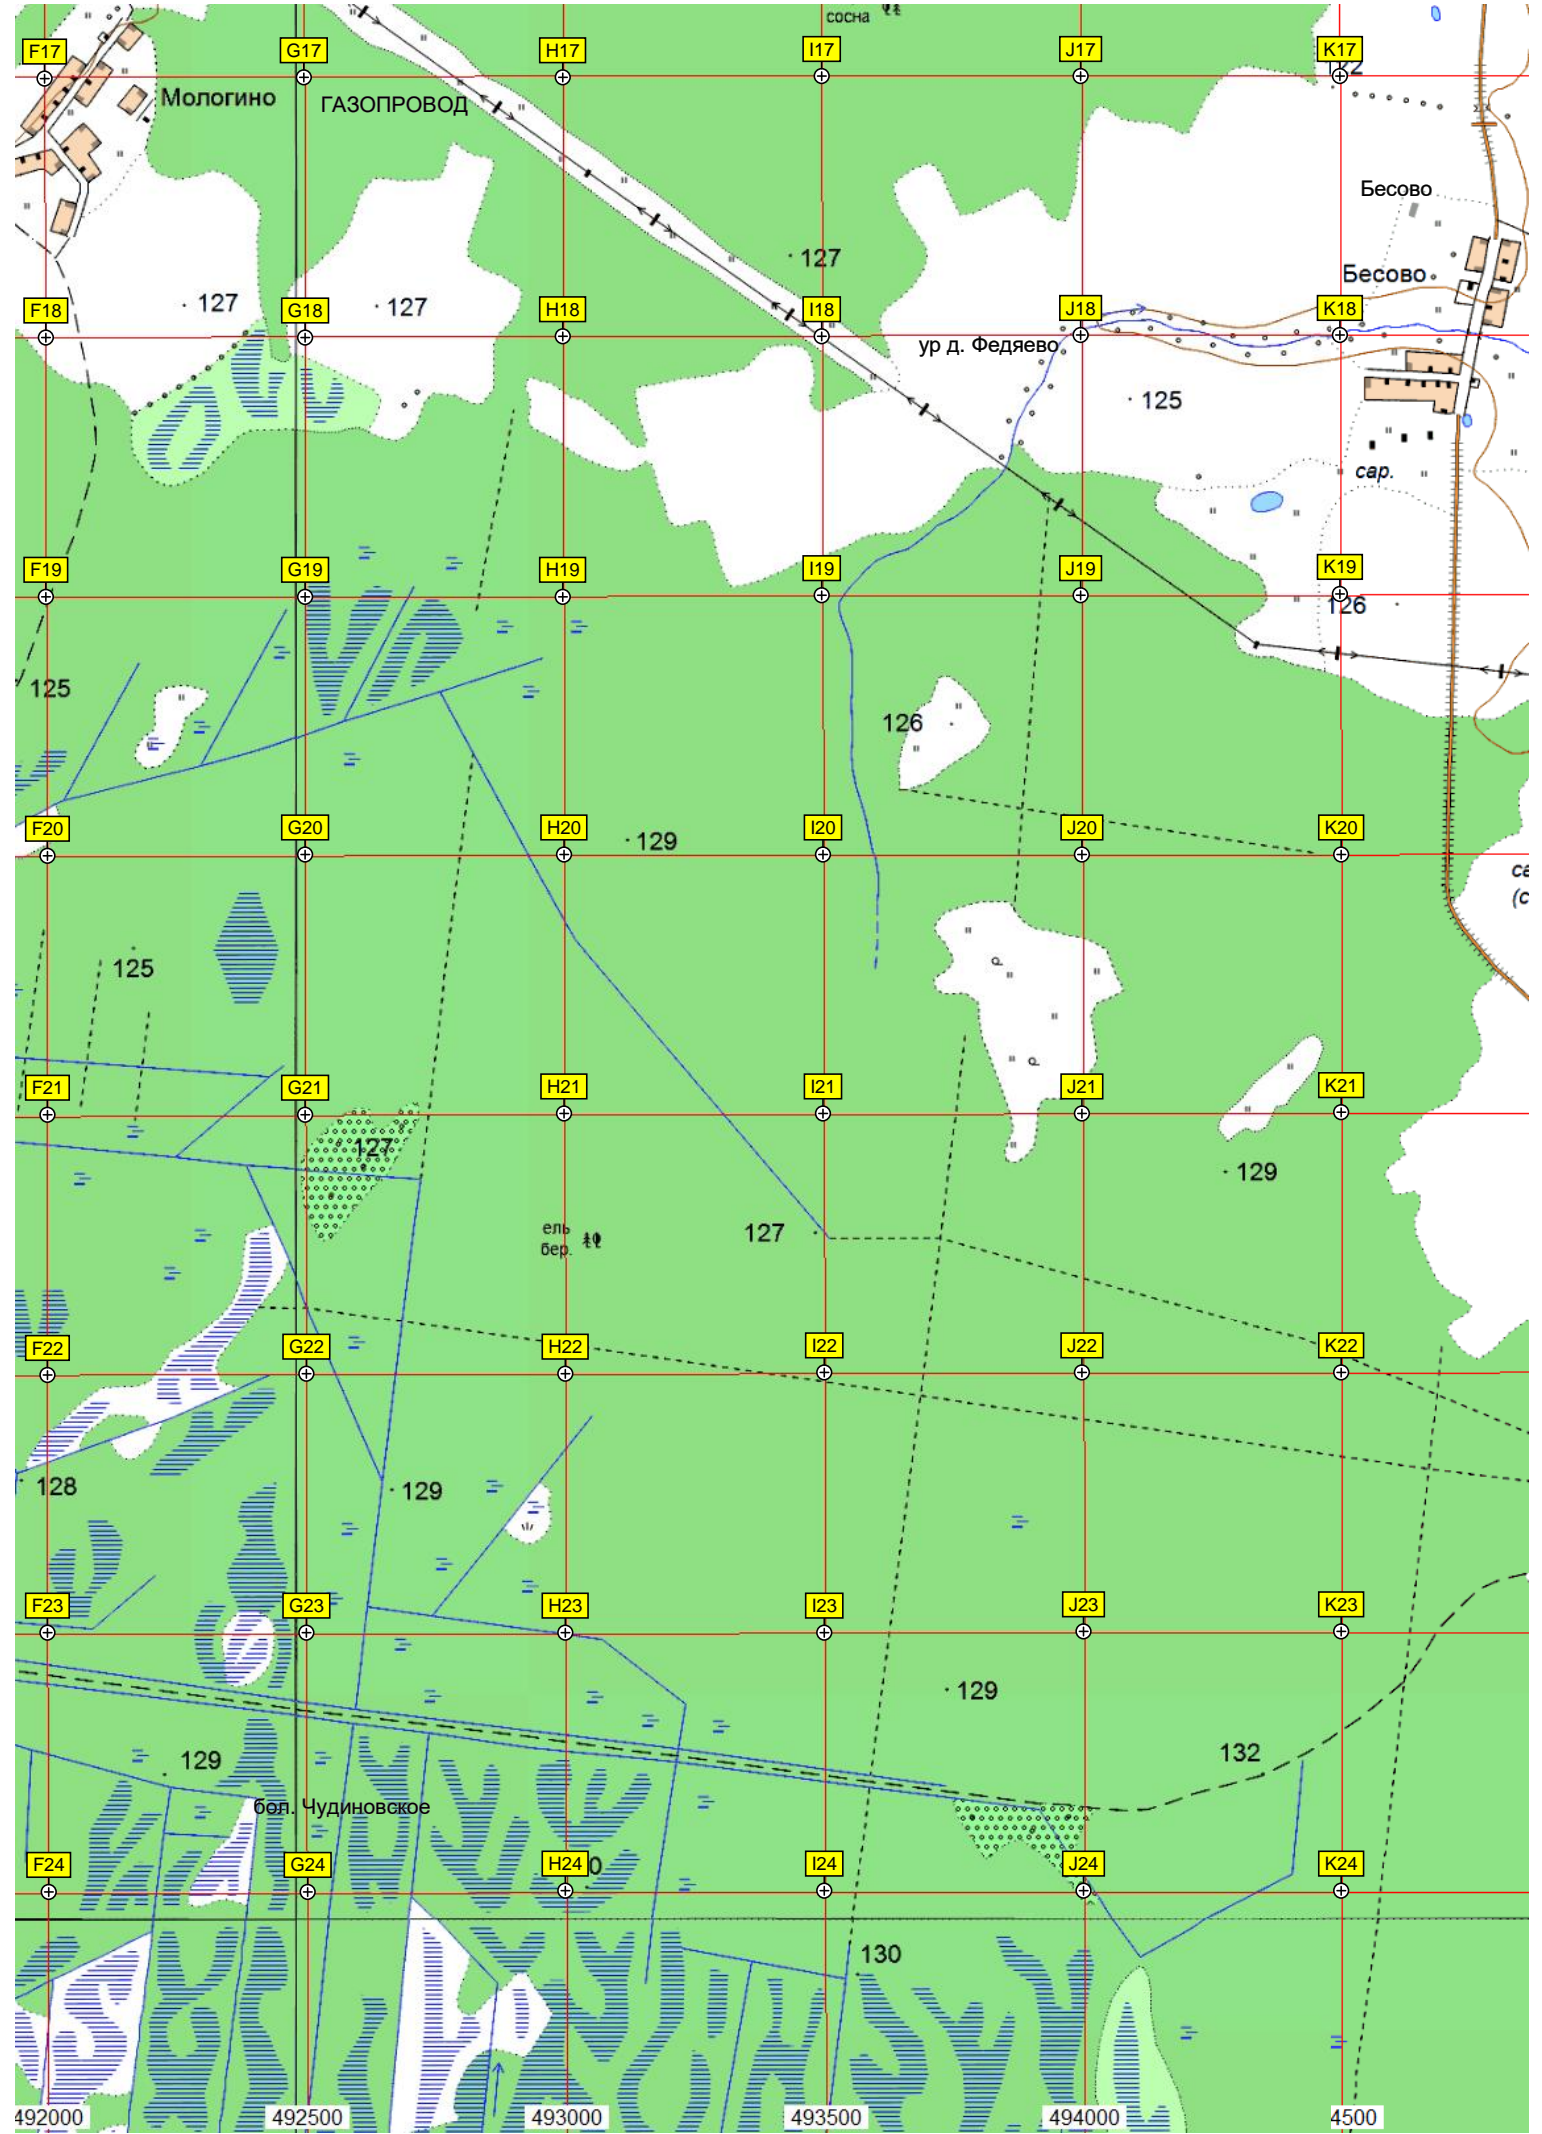 сосна
F17 G17 H17 I17 J17 K17
Мологино
ГАЗОПРОВОД
Бесово
127
Бесово
127
127
F18 G18 H18 I18 J18 K18
ур д. Федяево
125
сар.
F19 G19 H19 I19 J19 K19
126
125
126
F20 G20 H20 I20 J20 K20
129
125
F21 G21 H21 I21 J21 K21
127
129
ель
бер.
127
F22 G22 H22 I22 J22 K22
128
129
F23 G23 H23 I23 J23 K23
129
129
132
бол. Чудиновское
F24 G24 H24 I24 J24 K24
0
130
492000 492500 493000 493500 494000 4500